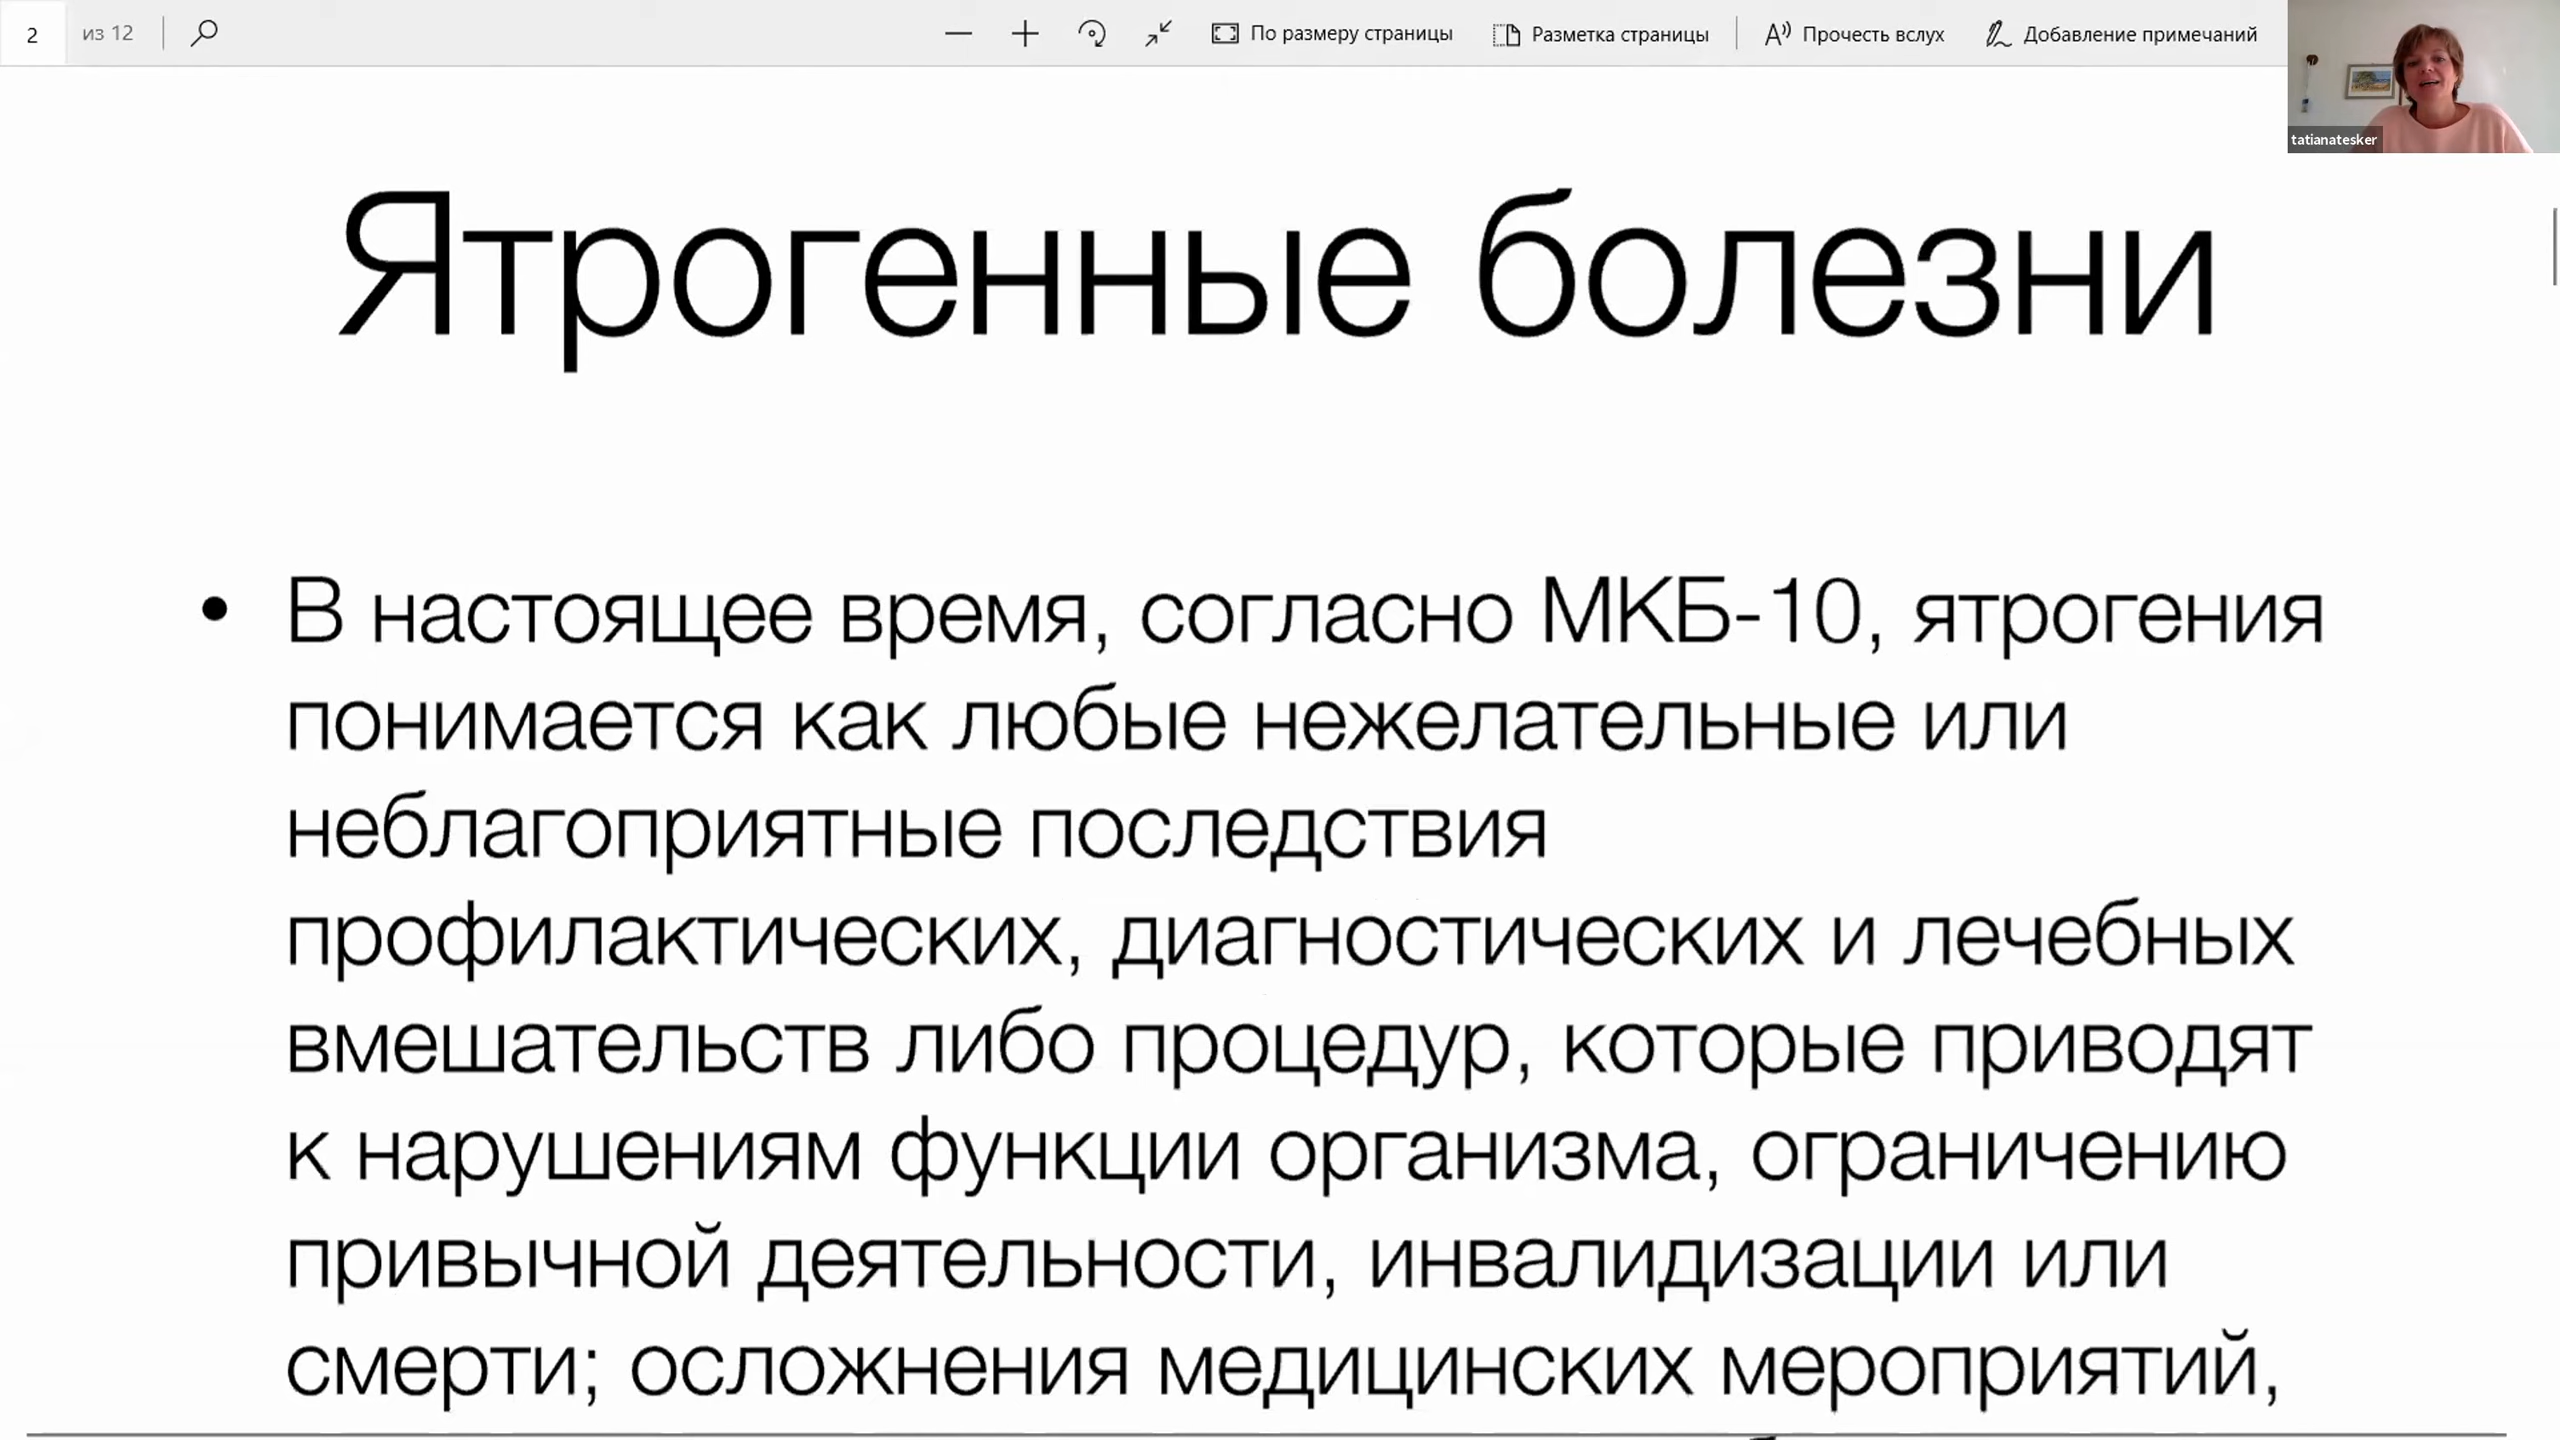 2 из 12 По размеру страницы Разметка страницы Прочесть вслух Добавление примечаний
tatianatesker
Ятрогенные болезни
• В настоящее время, согласно МКБ-10, ятрогения
понимается как любые нежелательные или
неблагоприятные последствия
профилактических, диагностических и лечебных
вмешательств либо процедур, которые приводят
к нарушениям функции организма, ограничению
привычной деятельности, инвалидизации или
смерти; осложнения медицинских мероприятий,